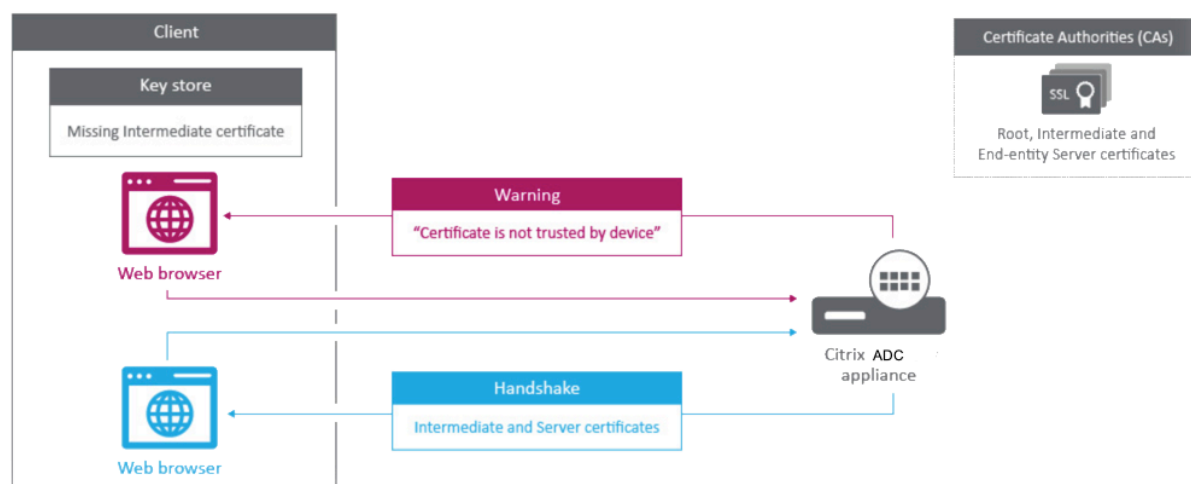 Client
Key store
Missing Intermediate certificate
Web browser
Warning
"Certificate is not trusted by device"
Certificate Authorities (CAs)
SSL
Root, Intermediate and
End-entity Server certificates
Citrix ADC
appliance
Handshake
Intermediate and Server certificates
Web browser